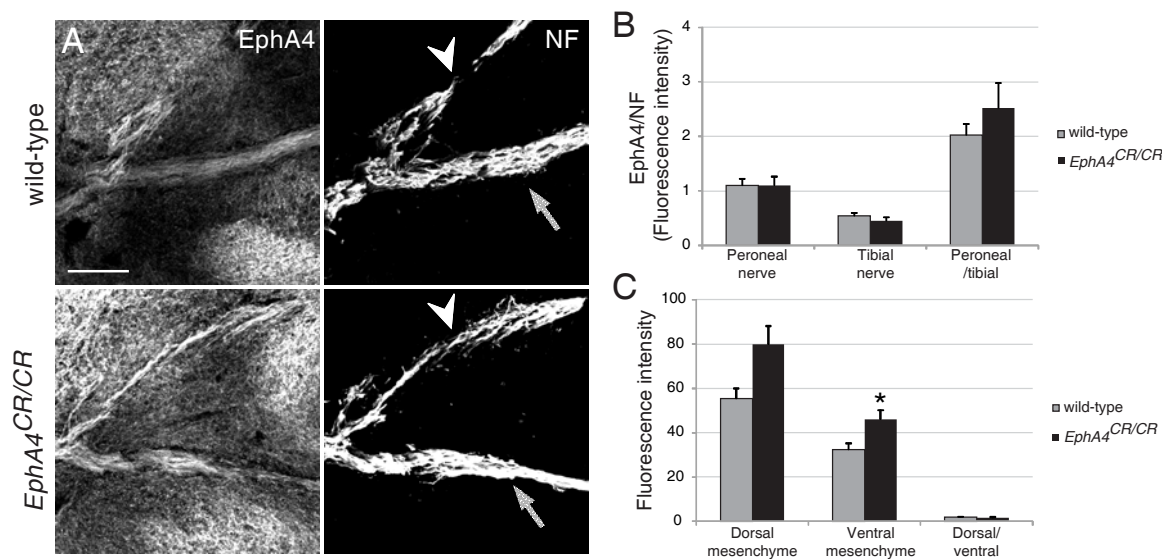 A
EphA4
NF
wild-type
EphA4CR/CR
B
EphA4/NF
(Fluorescence intensity)
4
3
2
1
0
Peroneal
nerve
Tibial
nerve
Peroneal
/tibial
wild-type
EphA4CR/CR
C
Fluorescence intensity
100
80
60
40
20
0
*
Dorsal
mesenchyme
Ventral
mesenchyme
Dorsal/
ventral
wild-type
EphA4CR/CR